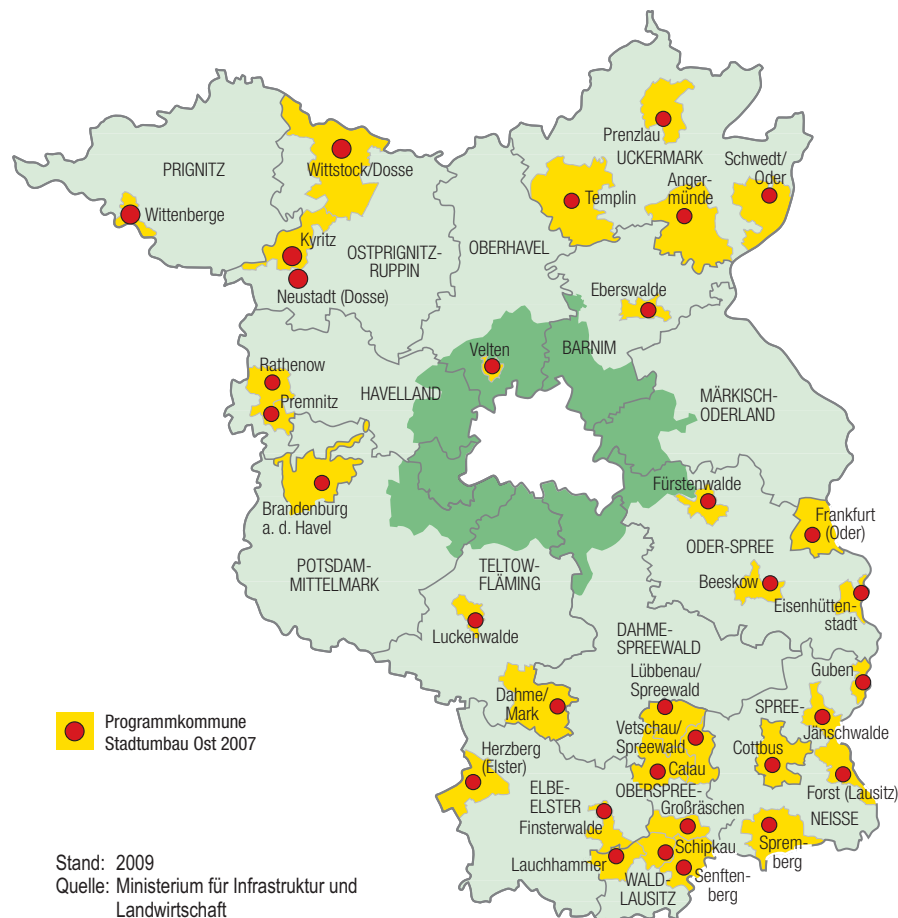 Prenzlau
UCKERMARK
Schwedt/
Oder
PRIGNITZ
Wittstock/Dosse
Templin
Anger-
münde
Wittenberge
Kyritz
OSTPRIGNITZ-
RUPPIN
OBERHAVEL
Neustadt (Dosse)
Eberswalde
Velten
BARNIM
Rathenow
HAVELLAND
Premnitz
MÄRKISCH-
ODERLAND
Fürstenwalde
Brandenburg
a. d. Havel
Frankfurt
(Oder)
ODER-SPREE
POTSDAM-
MITTELMARK
TELTOW-
FLÄMING
Beeskow
Eisenhütten-
stadt
Luckenwalde
DAHME-
SPREEWALD
Lübbenau/
Spreewald
Guben
Dahme/
Mark
SPREE-
Vetschau/
Spreewald
Jänschwalde
Cottbus
Programmkommune
Stadtumbau Ost 2007
Herzberg
(Elster)
Calau
Forst (Lausitz)
ELBE-
ELSTER
OBERSPREE-
Großräschen
NEISSE
Finsterwalde
Schipkau
Sprem-
berg
Lauchhammer
WALD-
LAUSITZ
Senften-
berg
Stand: 2009
Quelle: Ministerium für Infrastruktur und
Landwirtschaft